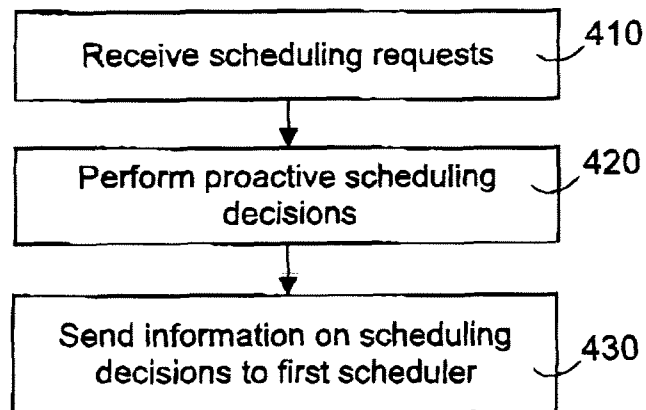 Receive scheduling requests
410
Perform proactive scheduling
decisions
420
Send information on scheduling
decisions to first scheduler
430